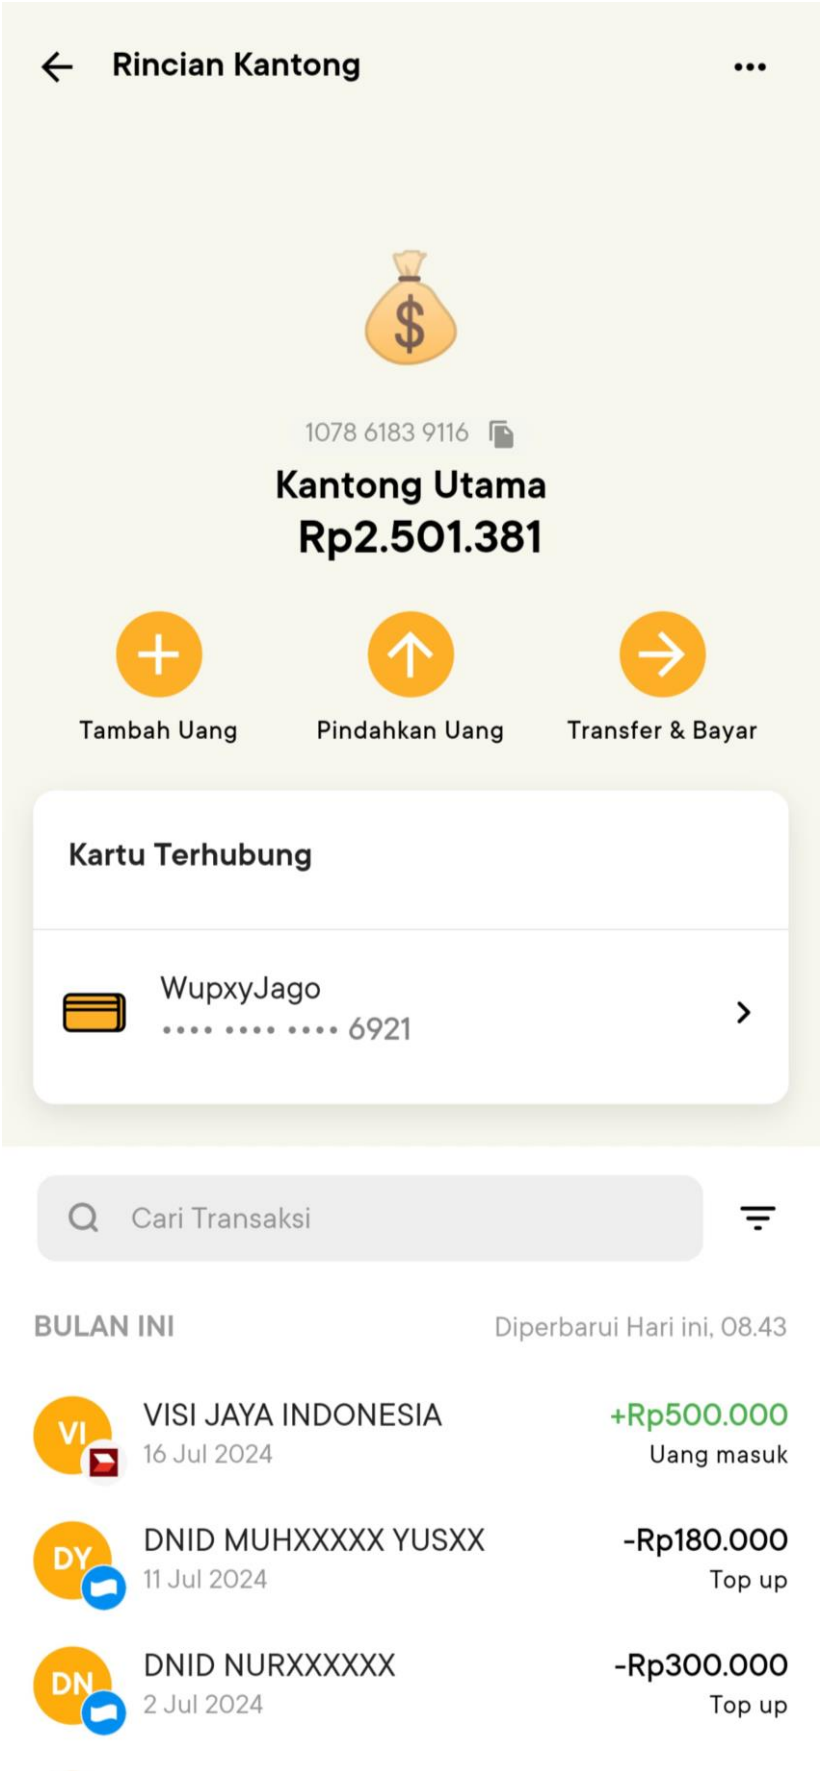 Rincian Kantong
$
1078 6183 9116
Kantong Utama
Rp2.501.381
Tambah Uang
Pindahkan Uang
Transfer & Bayar
Kartu Terhubung
WupxyJago
•••• •••• •••• 6921
Cari Transaksi
BULAN INI
Diperbarui Hari ini, 08.43
VI
VISI JAYA INDONESIA
+Rp500.000
16 Jul 2024
Uang masuk
DY
DNID MUHXXXXX YUSXX
-Rp180.000
11 Jul 2024
Top up
DN
DNID NURXXXXXX
-Rp300.000
2 Jul 2024
Top up